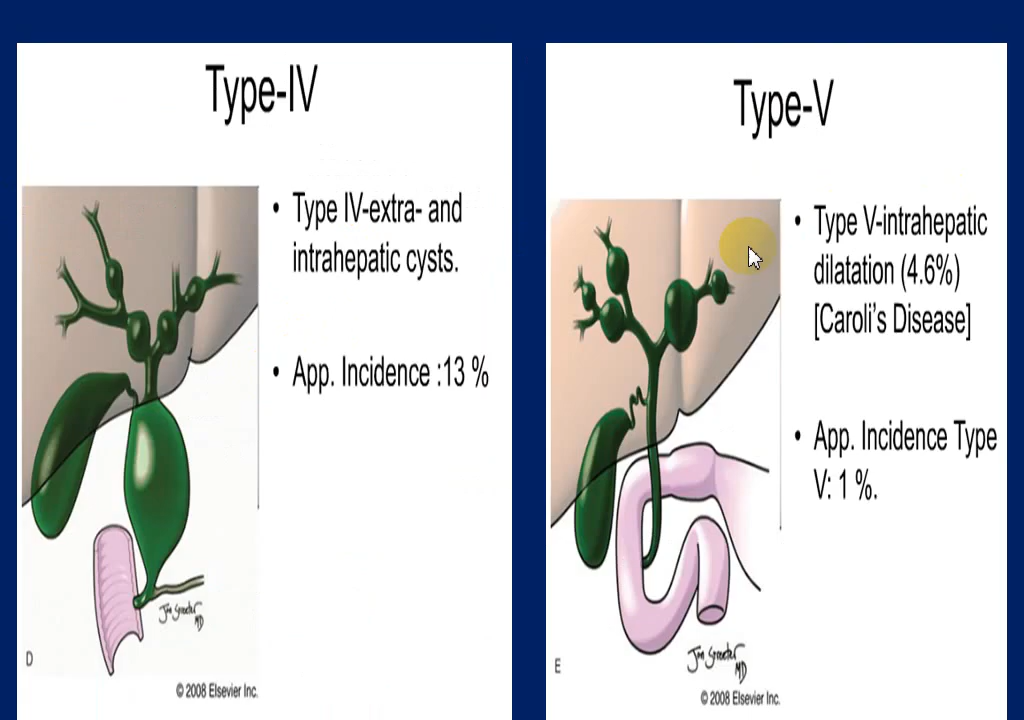 Type-IV
• Type IV-extra- and
intrahepatic cysts.
• App. Incidence :13 %
D
© 2008 Elsevier Inc.
Type-V
• Type V-intrahepatic
dilatation (4.6%)
[Caroli's Disease]
• App. Incidence Type
V: 1 %.
MD
E
© 2008 Elsevier Inc.